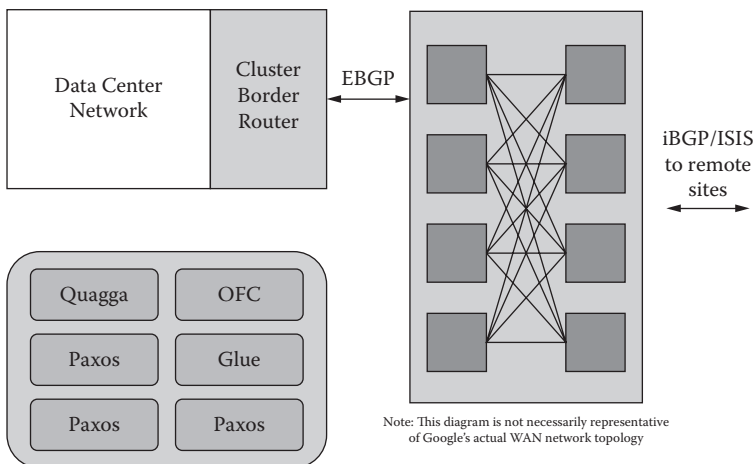 Data Center
Network
Cluster
Border
Router
EBGP
iBGP/ISIS
to remote
sites
Quagga
OFC
Paxos
Glue
Paxos
Paxos
Note: This diagram is not necessarily representative
of Google's actual WAN network topology